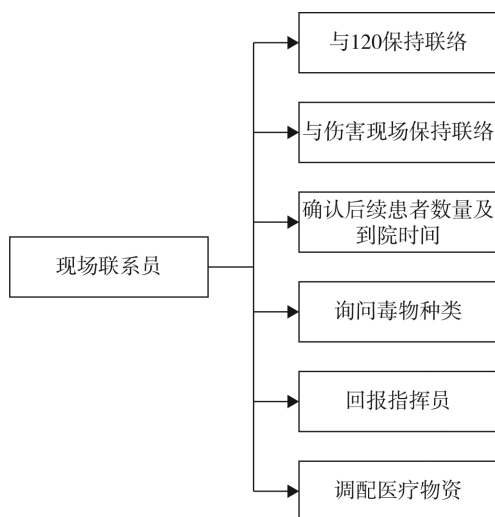 与120保持联络
与伤害现场保持联络
确认后续患者数量及
到院时间
现场联系员
询问毒物种类
回报指挥员
调配医疗物资